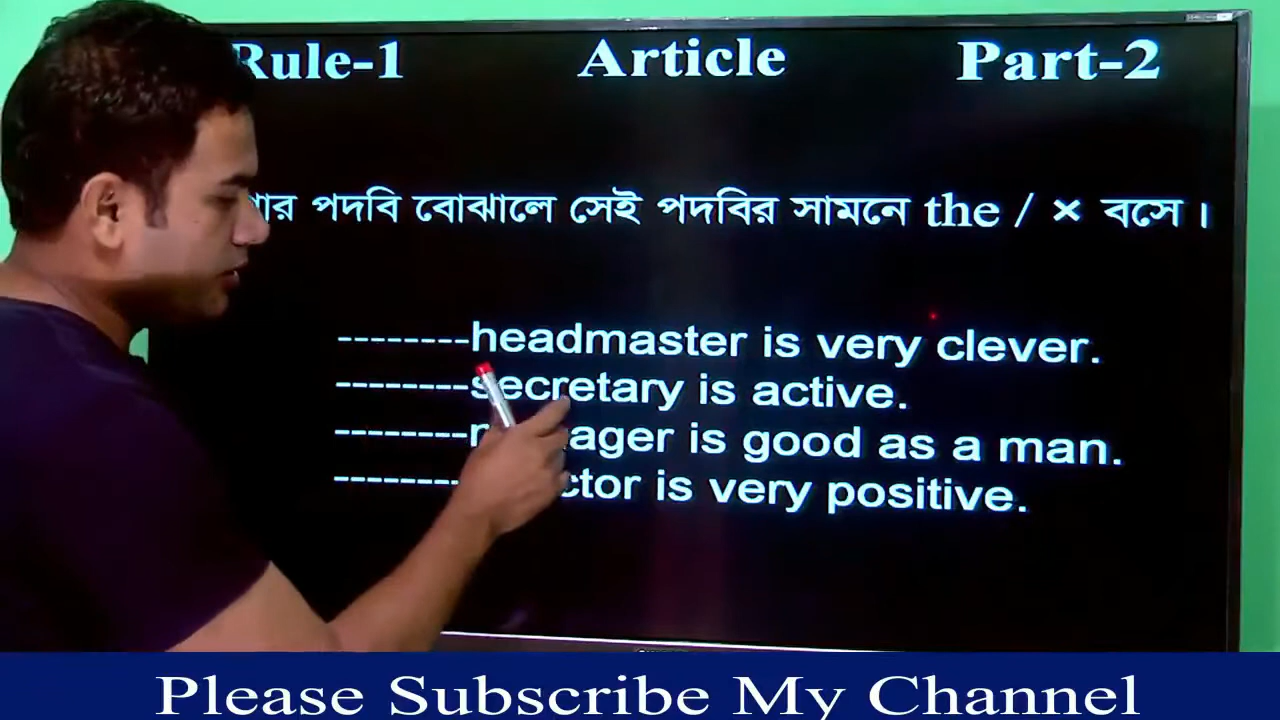 Rule-1 Article Part-2
পদবি বোঝালে সেই পদবির সামনে the / × বসে।
--------headmaster is very clever.
--------secretary is active.
-------- is good as a man.
-------- is very positive.
Please Subscribe My Channel